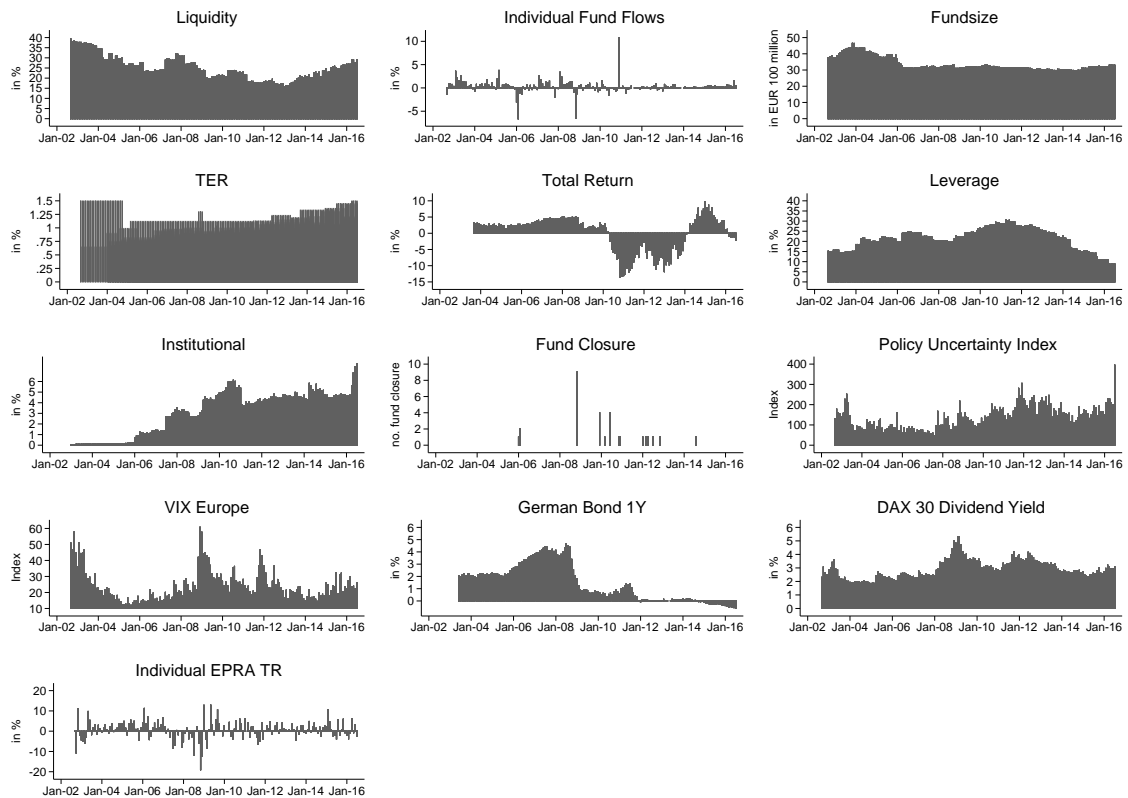 Liquidity
in %
40
35
30
25
20
15
10
5
0
Jan-02 Jan-04 Jan-06 Jan-08 Jan-10 Jan-12 Jan-14 Jan-16
Individual Fund Flows
in %
10
5
0
-5
Jan-02 Jan-04 Jan-06 Jan-08 Jan-10 Jan-12 Jan-14 Jan-16
Fundsize
in EUR 100 million
50
40
30
20
10
0
Jan-02 Jan-04 Jan-06 Jan-08 Jan-10 Jan-12 Jan-14 Jan-16
TER
in %
1.5
1.25
1
.75
.5
.25
0
Jan-02 Jan-04 Jan-06 Jan-08 Jan-10 Jan-12 Jan-14 Jan-16
Total Return
in %
10
5
0
-5
-10
-15
Jan-02 Jan-04 Jan-06 Jan-08 Jan-10 Jan-12 Jan-14 Jan-16
Leverage
in %
40
35
30
25
20
15
10
5
0
Jan-02 Jan-04 Jan-06 Jan-08 Jan-10 Jan-12 Jan-14 Jan-16
Institutional
in %
6
5
4
3
2
1
0
Jan-02 Jan-04 Jan-06 Jan-08 Jan-10 Jan-12 Jan-14 Jan-16
Fund Closure
no. fund closure
10
8
6
4
2
0
Jan-02 Jan-04 Jan-06 Jan-08 Jan-10 Jan-12 Jan-14 Jan-16
Policy Uncertainty Index
Index
400
300
200
100
0
Jan-02 Jan-04 Jan-06 Jan-08 Jan-10 Jan-12 Jan-14 Jan-16
VIX Europe
Index
60
50
40
30
20
10
Jan-02 Jan-04 Jan-06 Jan-08 Jan-10 Jan-12 Jan-14 Jan-16
German Bond 1Y
in %
6
5
4
3
2
1
0
Jan-02 Jan-04 Jan-06 Jan-08 Jan-10 Jan-12 Jan-14 Jan-16
DAX 30 Dividend Yield
in %
6
5
4
3
2
1
0
Jan-02 Jan-04 Jan-06 Jan-08 Jan-10 Jan-12 Jan-14 Jan-16
Individual EPRA TR
in %
20
10
0
-10
-20
Jan-02 Jan-04 Jan-06 Jan-08 Jan-10 Jan-12 Jan-14 Jan-16